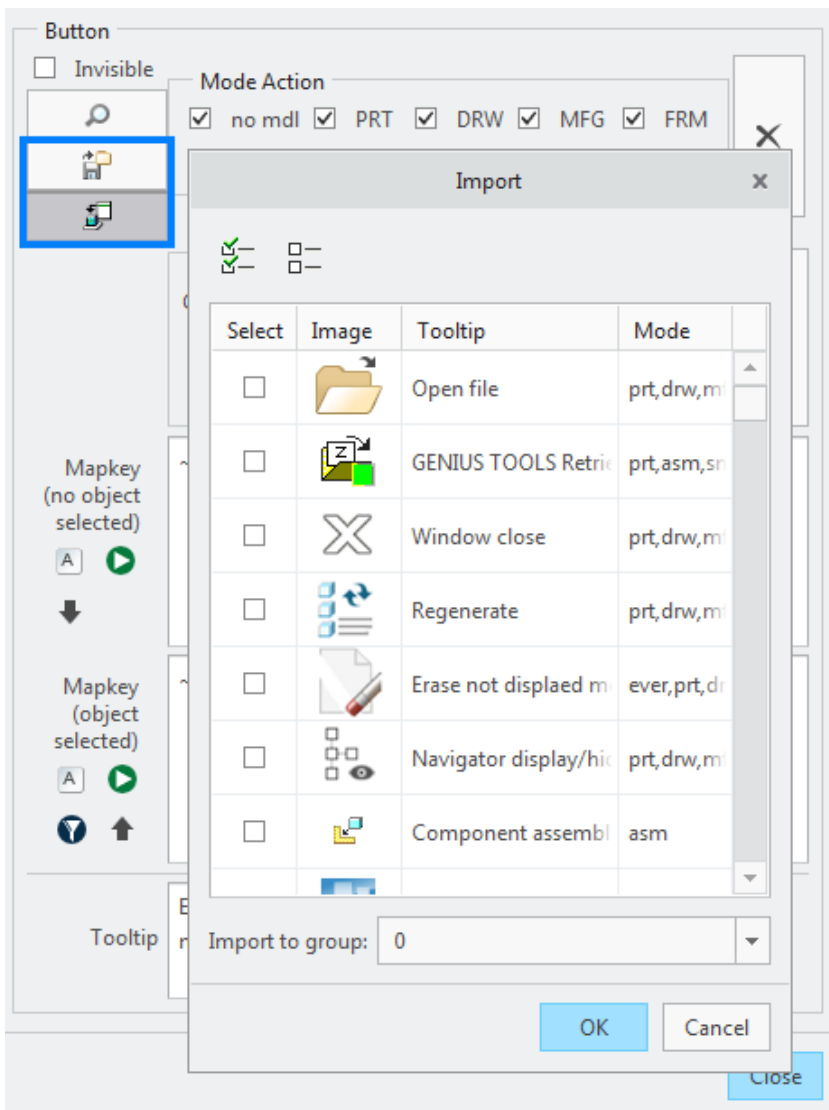 Button
Invisible
Mode Action
no mdl PRT DRW MFG FRM
Import
Select Image Tooltip Mode
Open file prt,drw,m
GENIUS TOOLS Retrie prt,asm,sm
Window close prt,drw,m
Regenerate prt,drw,m
Erase not displaed m ever,prt,dr
Navigator display/hid prt,drw,m
Component assembl asm
Mapkey
(no object
selected)
A
Mapkey
(object
selected)
A
Tooltip
Import to group: 0
OK Cancel
Close